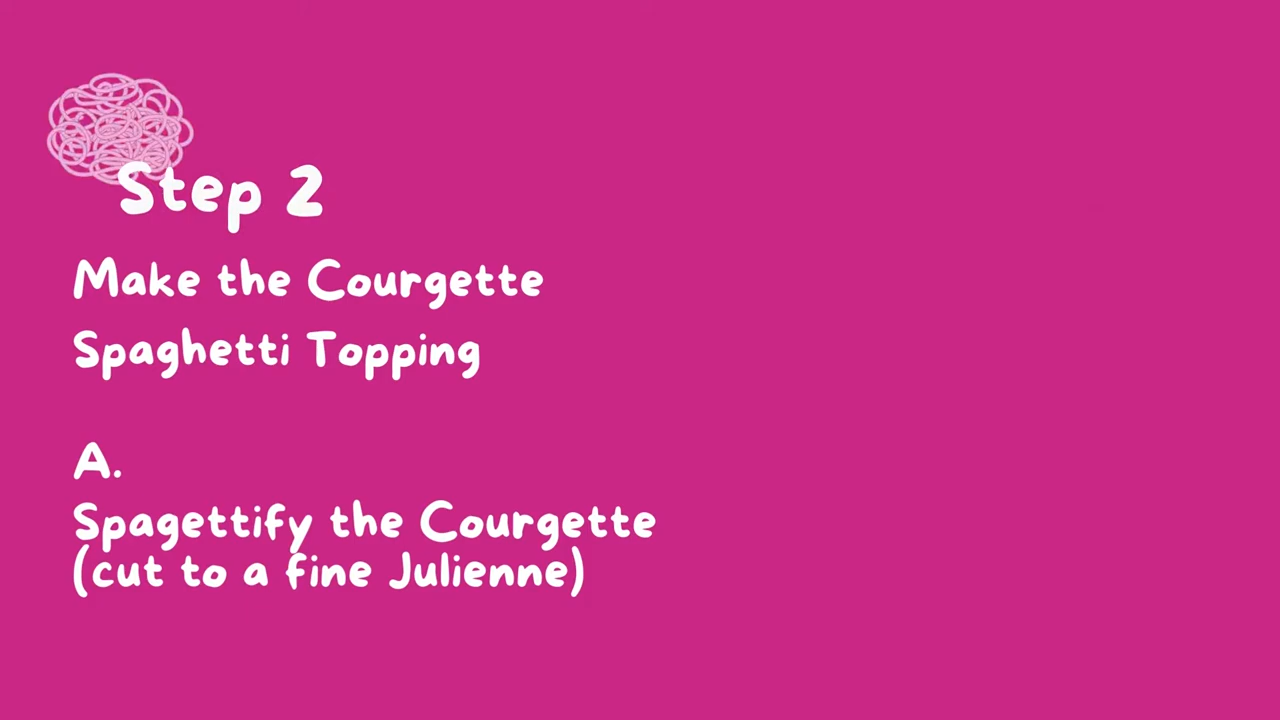 Step 2
Make the Courgette
Spaghetti Topping
A.
Spagettify the Courgette
(cut to a fine Julienne)